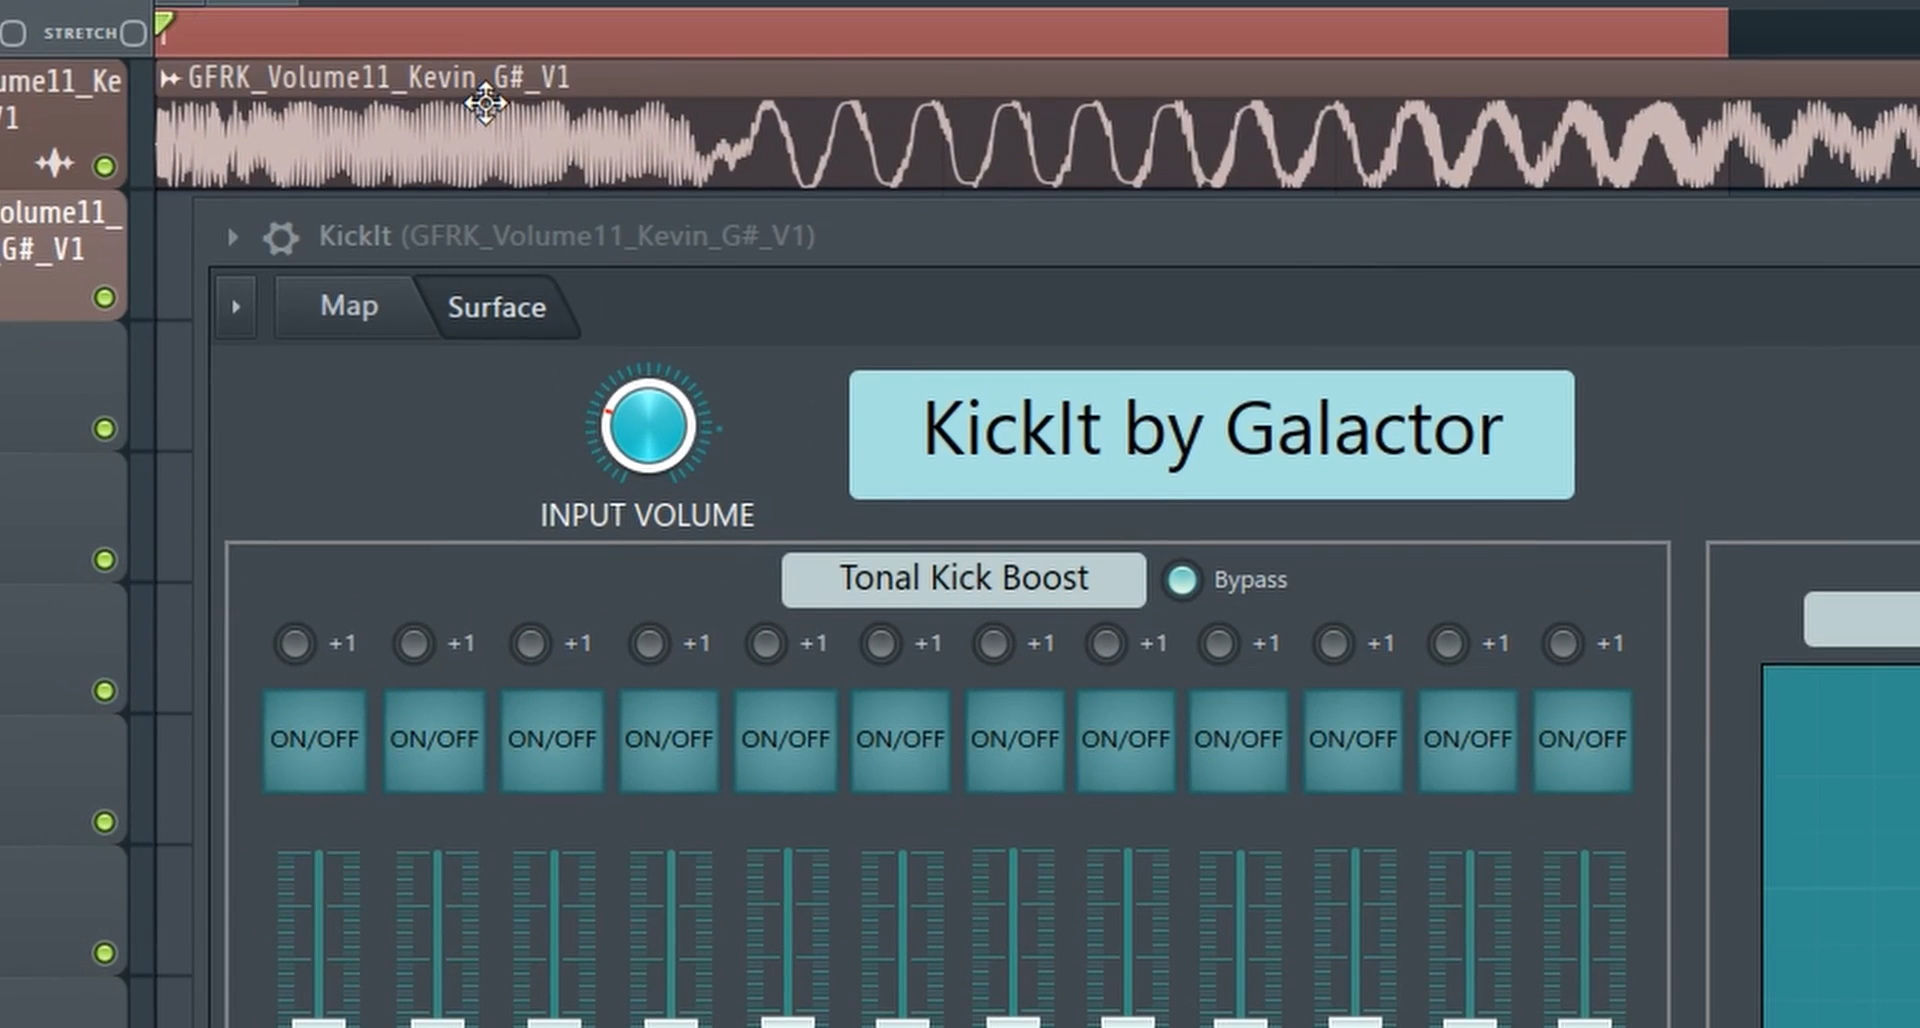 STRETCH
GFRK_Volume11_Kevin_G#_V1
ume11_Ke
V1
olume11_
G#_V1
KickIt (GFRK_Volume11_Kevin_G#_V1)
Map
Surface
KickIt by Galactor
INPUT VOLUME
Tonal Kick Boost
Bypass
+1 +1 +1 +1 +1 +1 +1 +1 +1 +1 +1 +1
ON/OFF ON/OFF ON/OFF ON/OFF ON/OFF ON/OFF ON/OFF ON/OFF ON/OFF ON/OFF ON/OFF ON/OFF